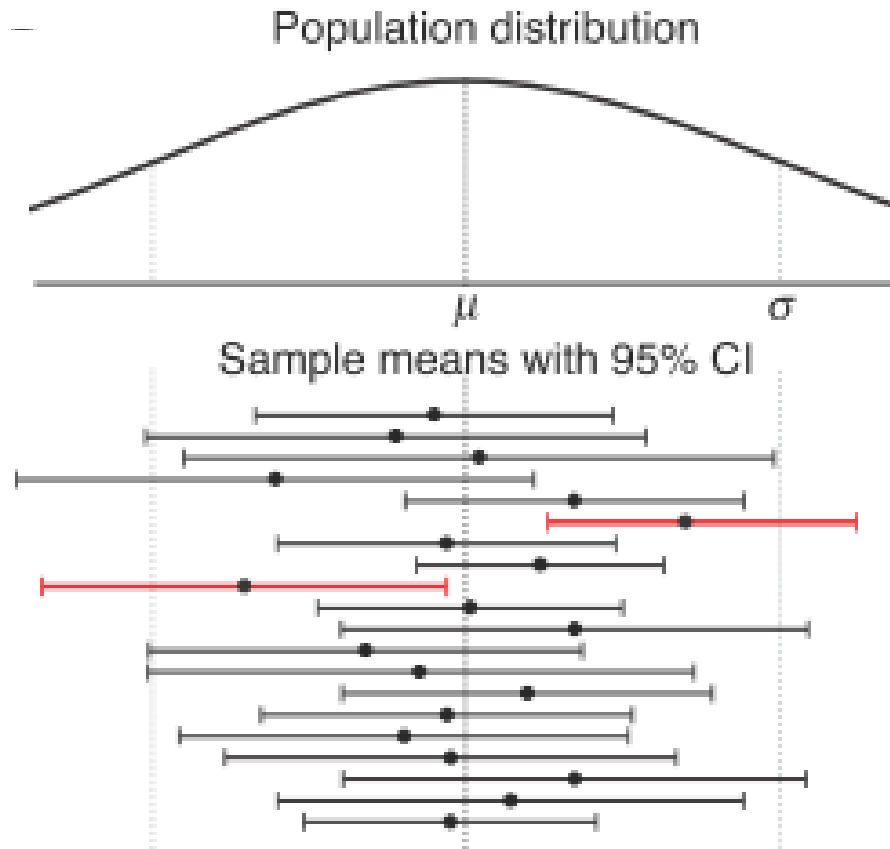 Population distribution
μ σ
Sample means with 95% CI